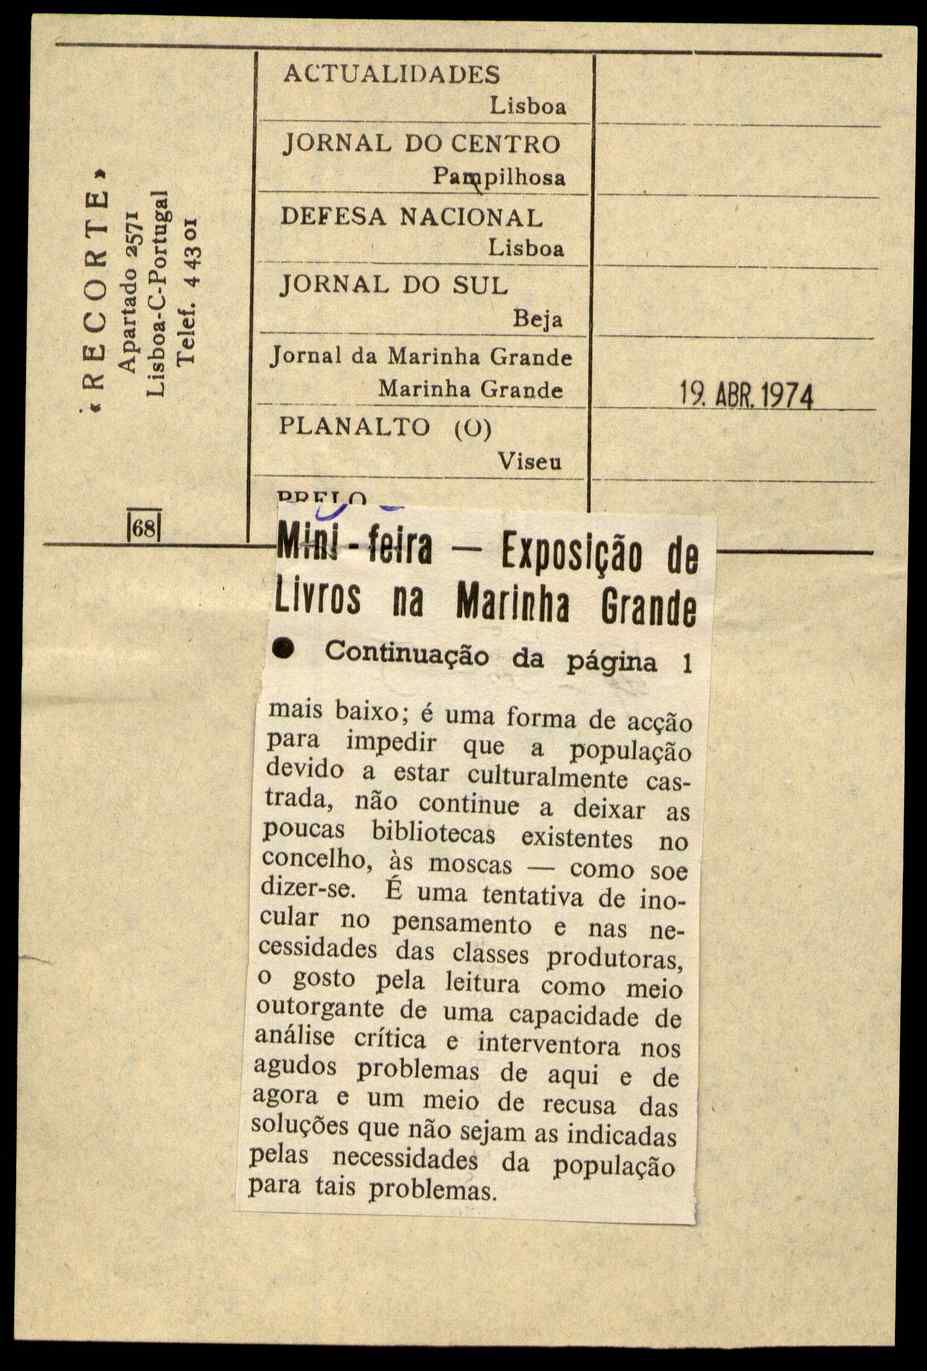 «RECORTE»
Apartado 2571
Lisboa-C-Portugal
Telef. 4 43 01
68
ACTUALIDADES
Lisboa
JORNAL DO CENTRO
Pampilhosa
DEFESA NACIONAL
Lisboa
JORNAL DO SUL
Beja
Jornal da Marinha Grande
Marinha Grande
19. ABR. 1974
PLANALTO (O)
Viseu
PRELO
Mini-feira — Exposição de
Livros na Marinha Grande
● Continuação da página 1
mais baixo; é uma forma de acção
para impedir que a população
devido a estar culturalmente cas-
trada, não continue a deixar as
poucas bibliotecas existentes no
concelho, às moscas — como soe
dizer-se. É uma tentativa de ino-
cular no pensamento e nas ne-
cessidades das classes produtoras,
o gosto pela leitura como meio
outorgante de uma capacidade de
análise crítica e interventora nos
agudos problemas de aqui e de
agora e um meio de recusa das
soluções que não sejam as indicadas
pelas necessidades da população
para tais problemas.